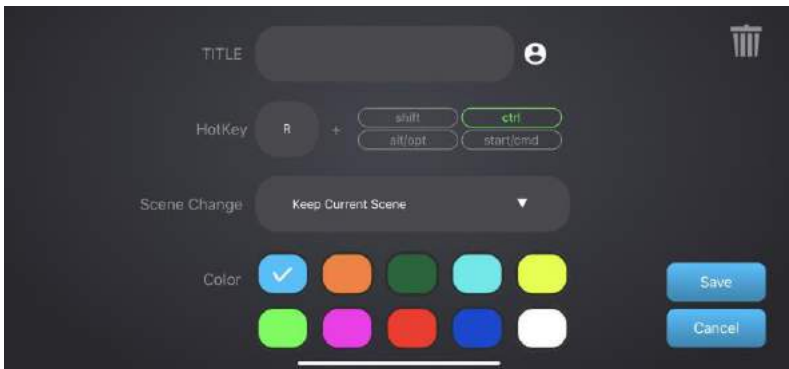 TITLE
HotKey R + shift ctrl
alt/opt start/cmd
Scene Change Keep Current Scene
Color
Save
Cancel